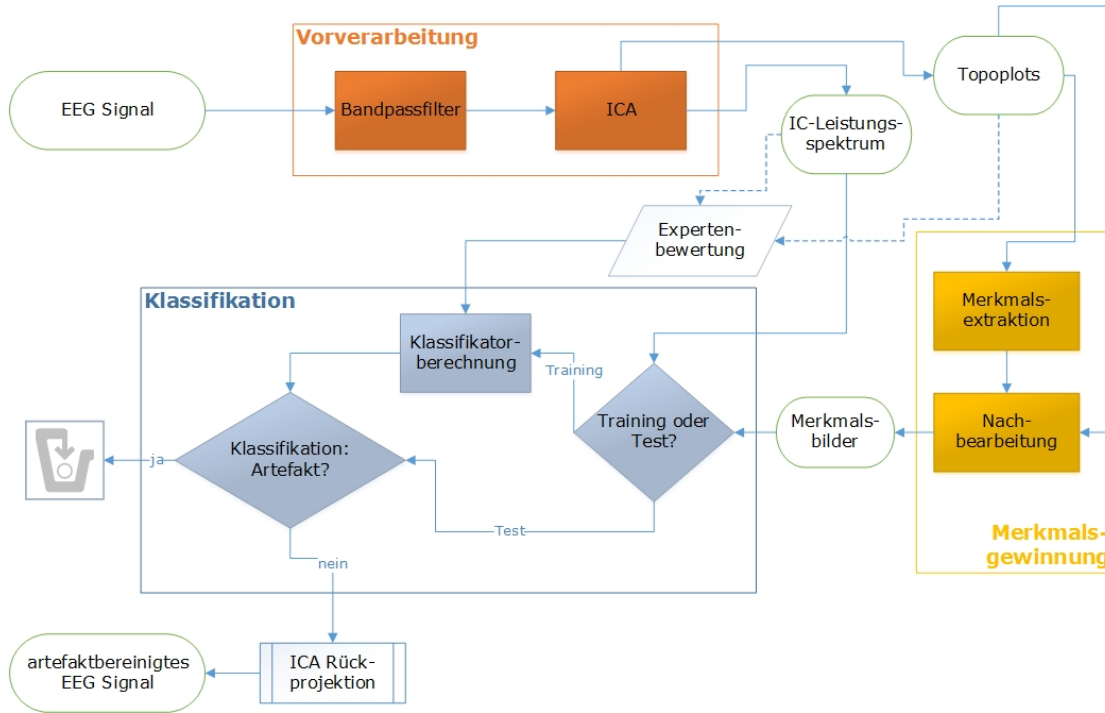 Vorverarbeitung
EEG Signal
Bandpassfilter
ICA
Topoplots
IC-Leistungs-
spektrum
Experten-
bewertung
Klassifikation
Klassifikator-
berechnung
Training
Training oder
Test?
Merkmals-
extraktion
Merkmals-
bilder
Nach-
bearbeitung
Merkmals-
gewinnung
Klassifikation:
Artefakt?
ja
Test
nein
ICA Rück-
projektion
artefaktbereinigtes
EEG Signal